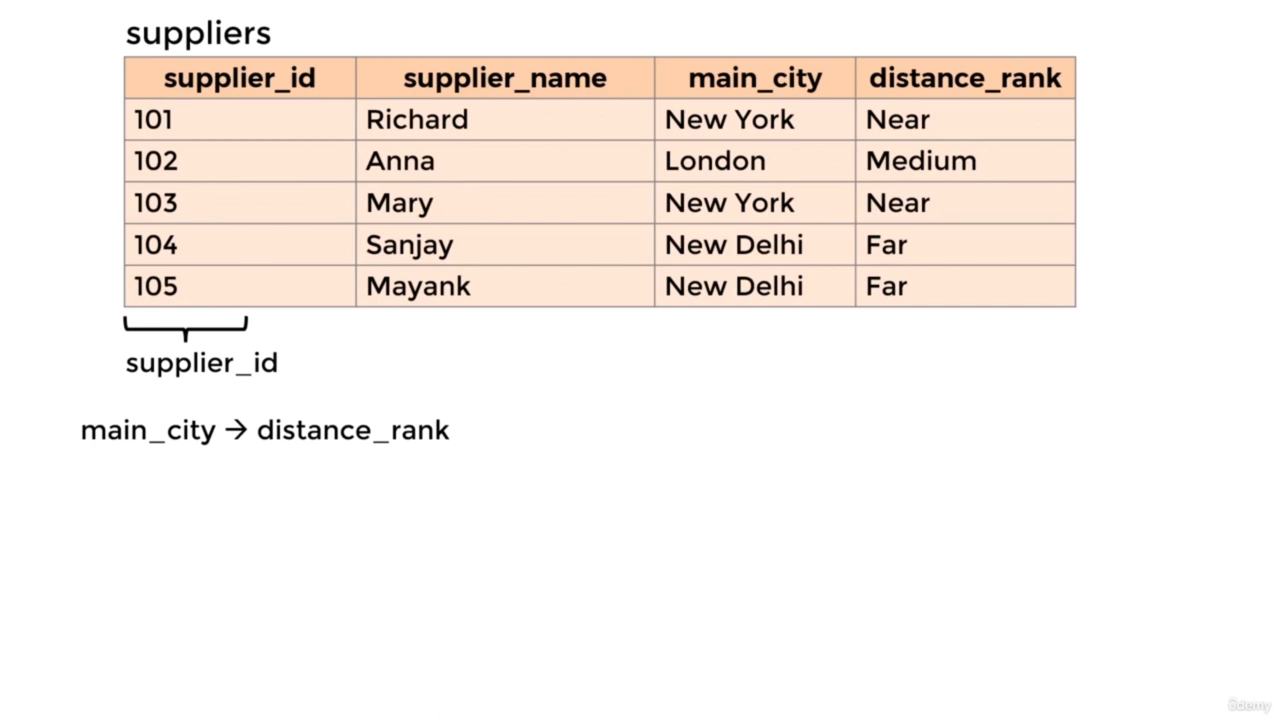 suppliers
supplier_id supplier_name main_city distance_rank
101 Richard New York Near
102 Anna London Medium
103 Mary New York Near
104 Sanjay New Delhi Far
105 Mayank New Delhi Far
supplier_id
main_city → distance_rank
ûdemy